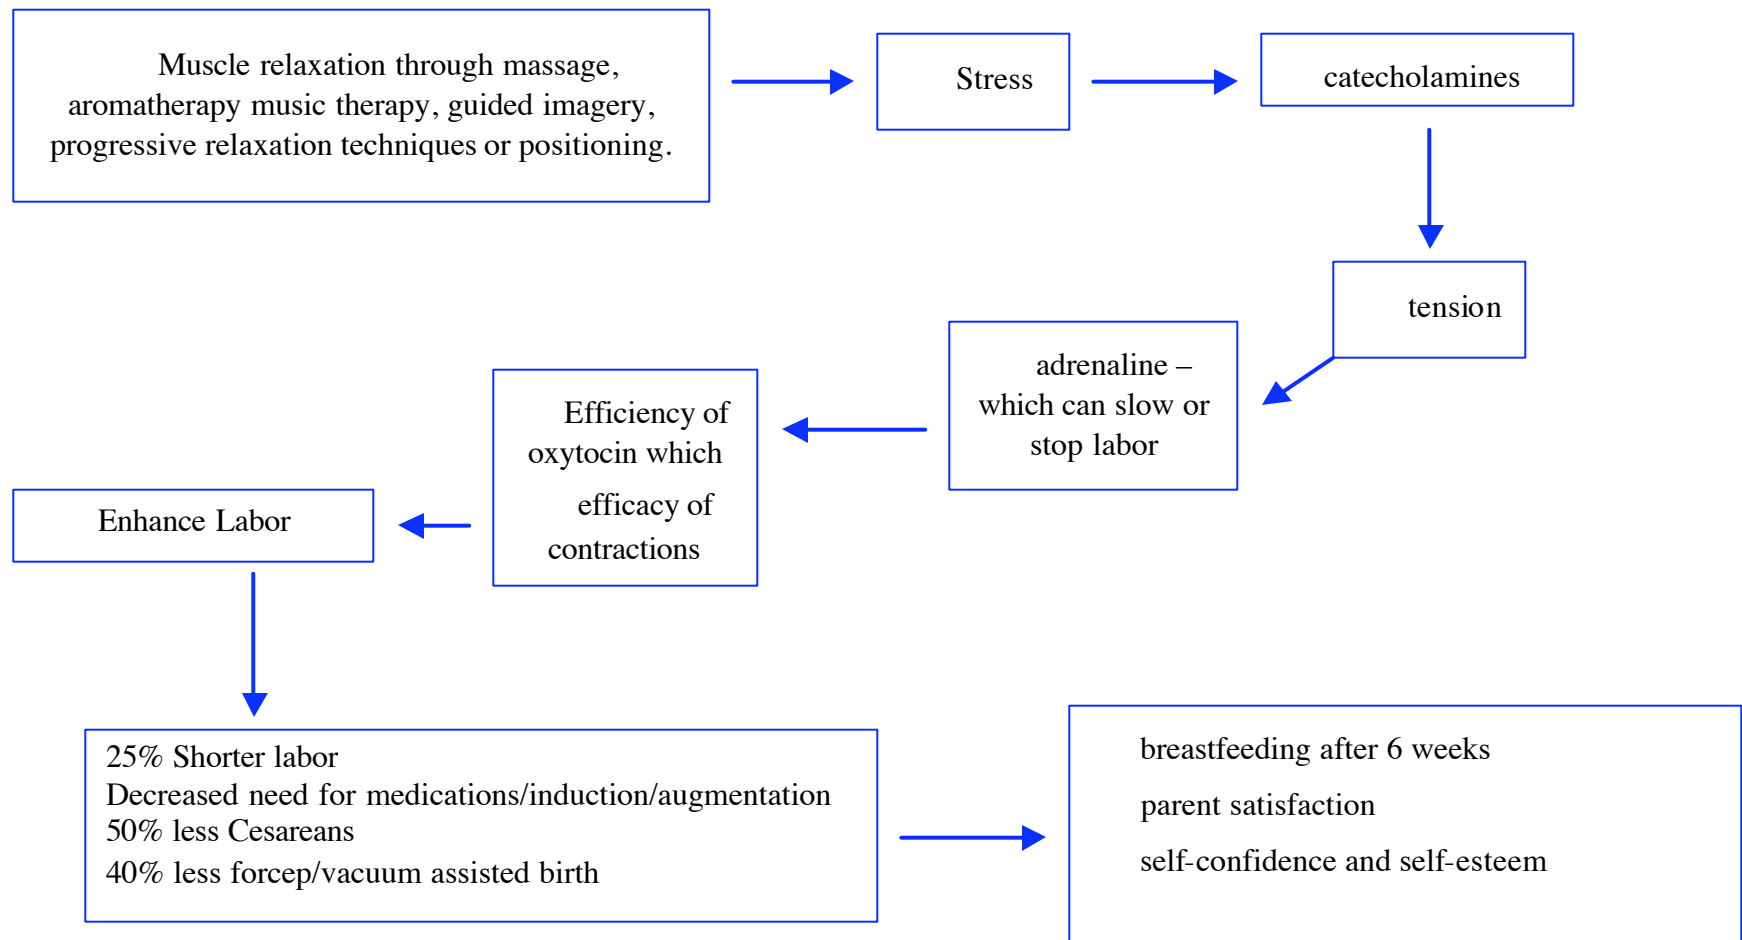 Muscle relaxation through massage,
aromatherapy music therapy, guided imagery,
progressive relaxation techniques or positioning.
Stress
catecholamines
tension
adrenaline –
which can slow or
stop labor
Efficiency of
oxytocin which
efficacy of
contractions
Enhance Labor
25% Shorter labor
Decreased need for medications/induction/augmentation
50% less Cesareans
40% less forcep/vacuum assisted birth
breastfeeding after 6 weeks
parent satisfaction
self-confidence and self-esteem